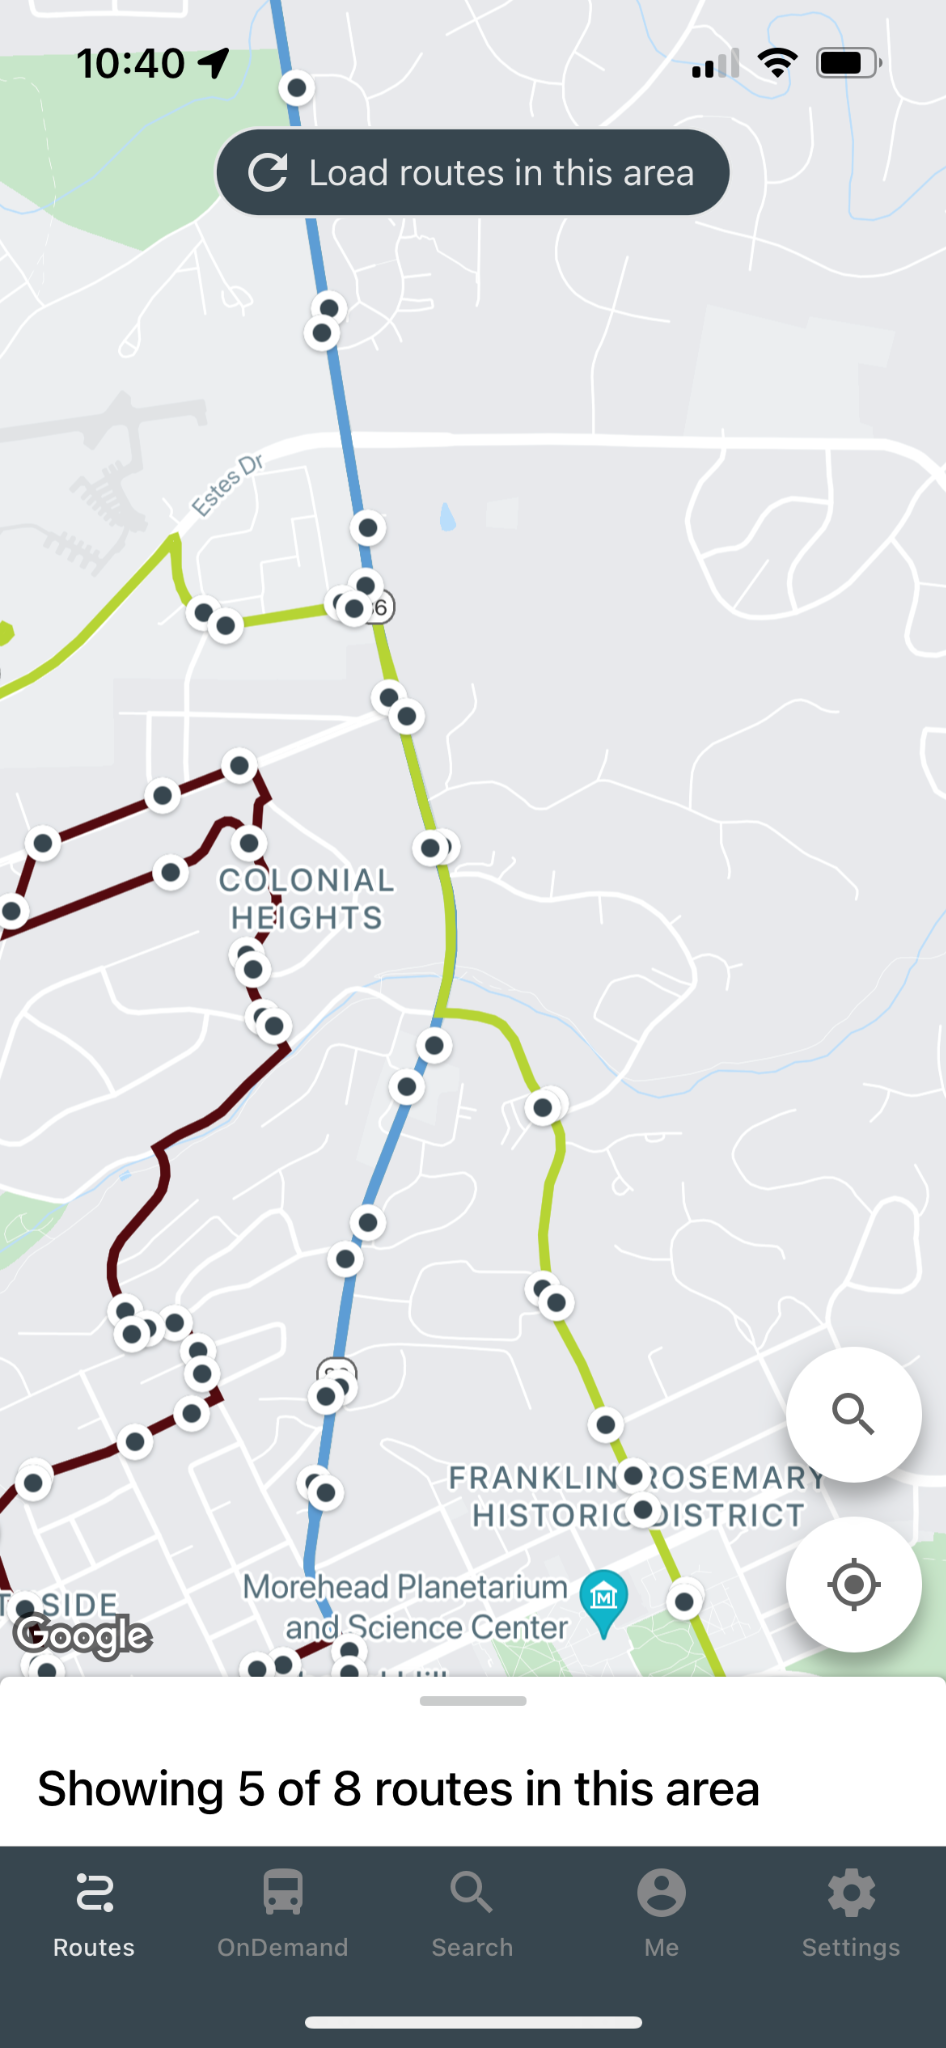 10:40
Load routes in this area
Estes Dr
COLONIAL
HEIGHTS
FRANKLIN ROSEMARY
HISTORIC DISTRICT
Morehead Planetarium
and Science Center
M
SIDE
Google
Showing 5 of 8 routes in this area
Routes
OnDemand
Search
Me
Settings